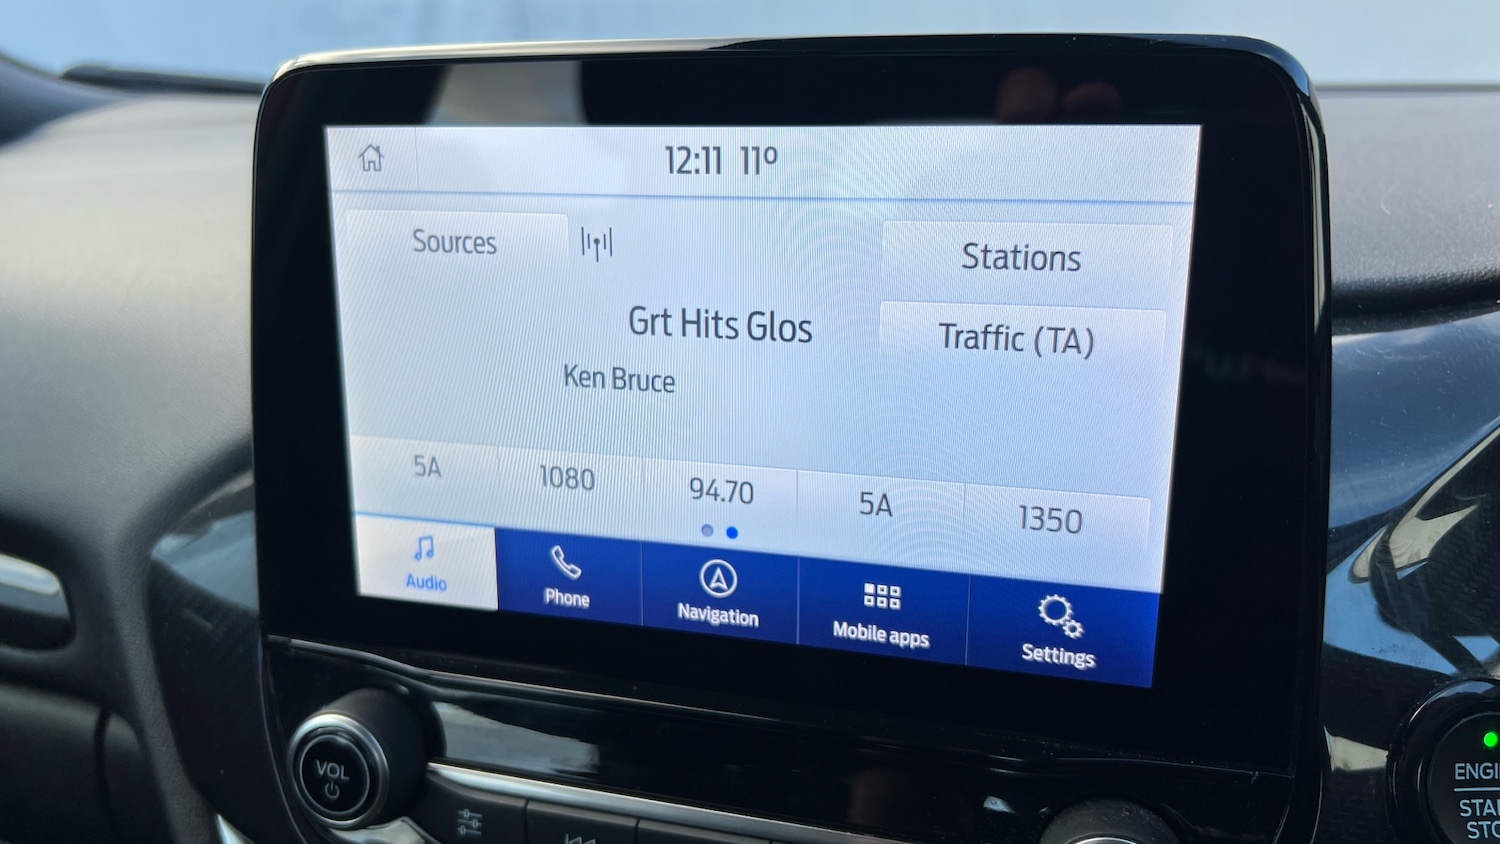 12:11 11º
Sources
Stations
Grt Hits Glos
Traffic (TA)
Ken Bruce
5A 1080 94.70 5A 1350
Audio Phone Navigation Mobile apps Settings
VOL